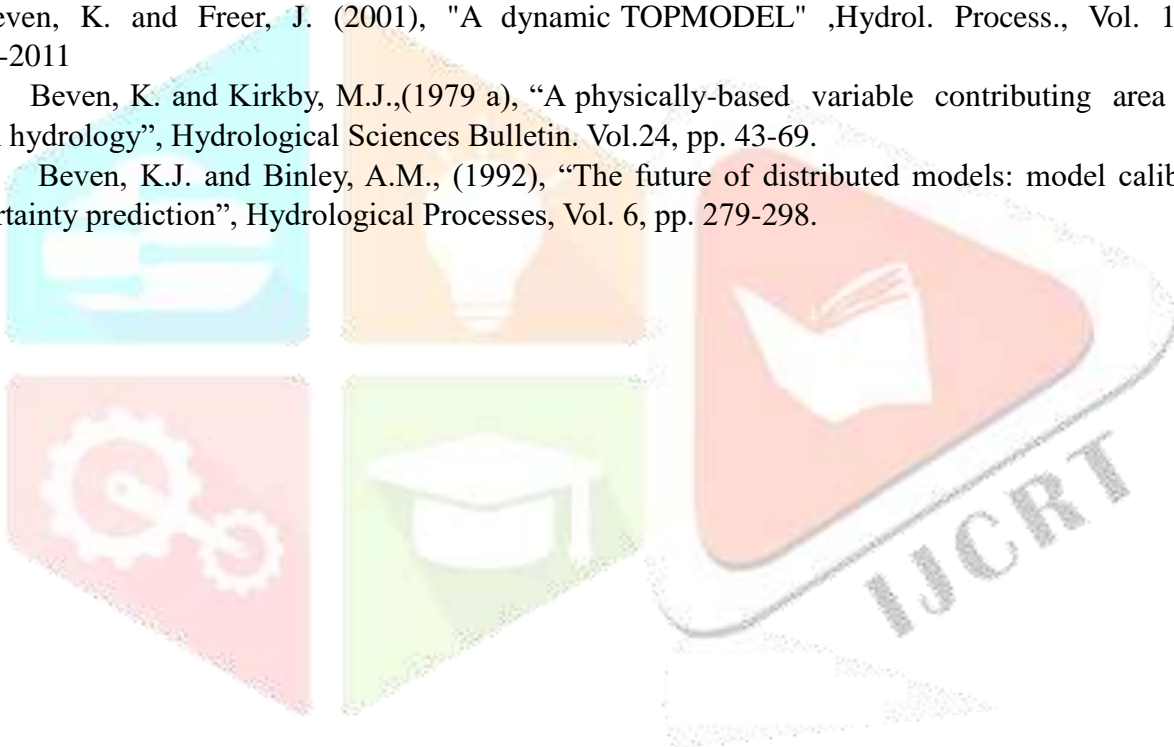 even, K. and Freer, J. (2001), "A dynamic TOPMODEL" ,Hydrol. Process., Vol. 1
-2011
Beven, K. and Kirkby, M.J.,(1979 a), “A physically-based variable contributing area
hydrology”, Hydrological Sciences Bulletin. Vol.24, pp. 43-69.
Beven, K.J. and Binley, A.M., (1992), “The future of distributed models: model calib
rtainty prediction”, Hydrological Processes, Vol. 6, pp. 279-298.
IJCRT